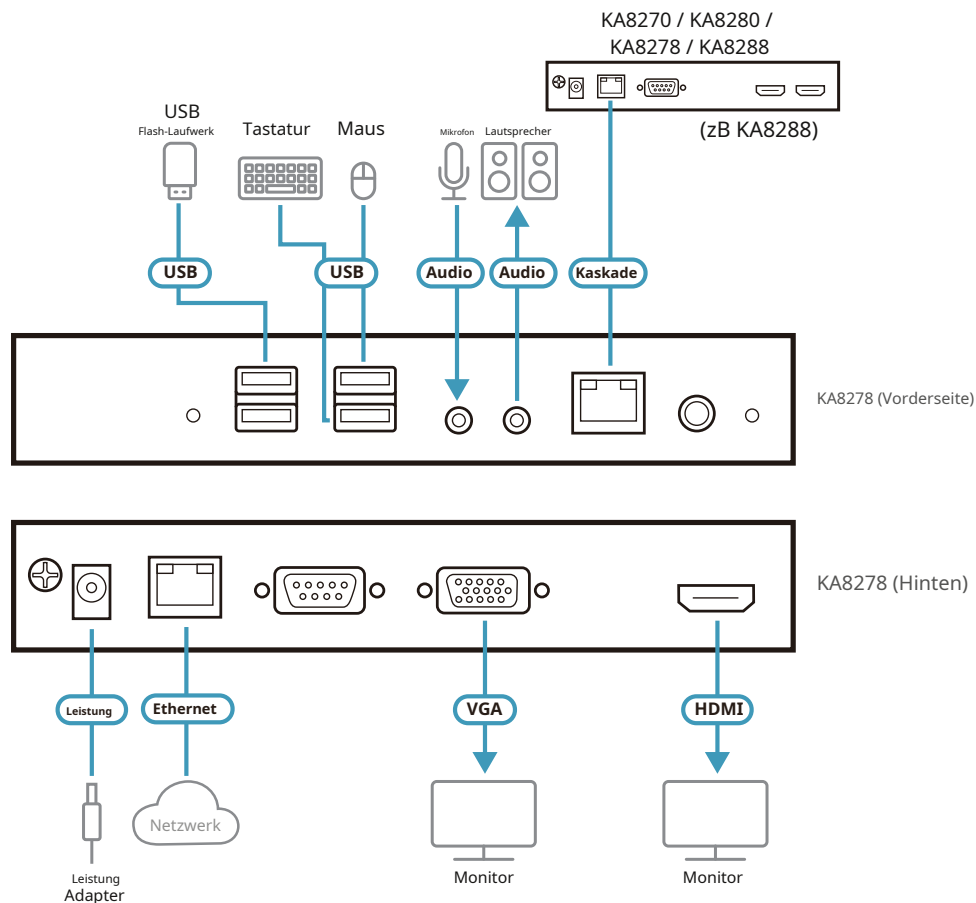 KA8270 / KA8280 /
KA8278 / KA8288
(zB KA8288)
USB
Flash-Laufwerk
Tastatur
Maus
Mikrofon
Lautsprecher
USB
USB
Audio
Audio
Kaskade
KA8278 (Vorderseite)
KA8278 (Hinten)
Leistung
Ethernet
VGA
HDMI
Netzwerk
Leistung
Adapter
Monitor
Monitor